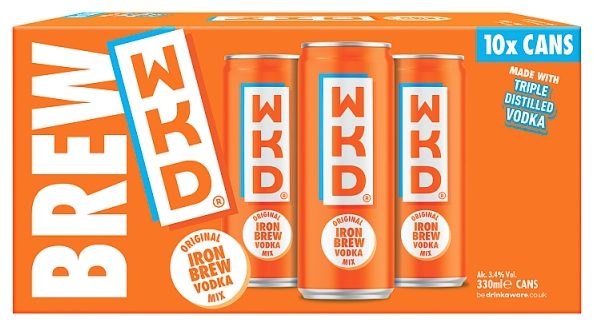 BREW
WKD®
ORIGINAL
IRON
BREW
VODKA
MIX
WKD®
ORIGINAL
IRON
BREW
VODKA
MIX
WKD®
ORIGINAL
IRON
BREW
VODKA
MIX
WKD®
ORIGINAL
IRON
BREW
VODKA
MIX
10x CANS
MADE WITH
TRIPLE
DISTILLED
VODKA
Alc. 3.4% Vol.
330ml℮ CANS
be drinkaware.co.uk